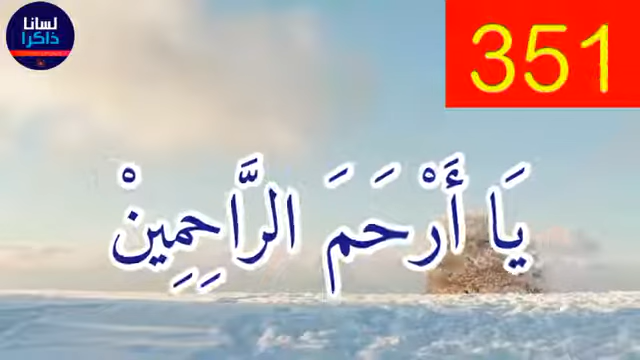 لسانا
ذاكرا
351
يَا أَرْحَمَ الرَّاحِمِينْ